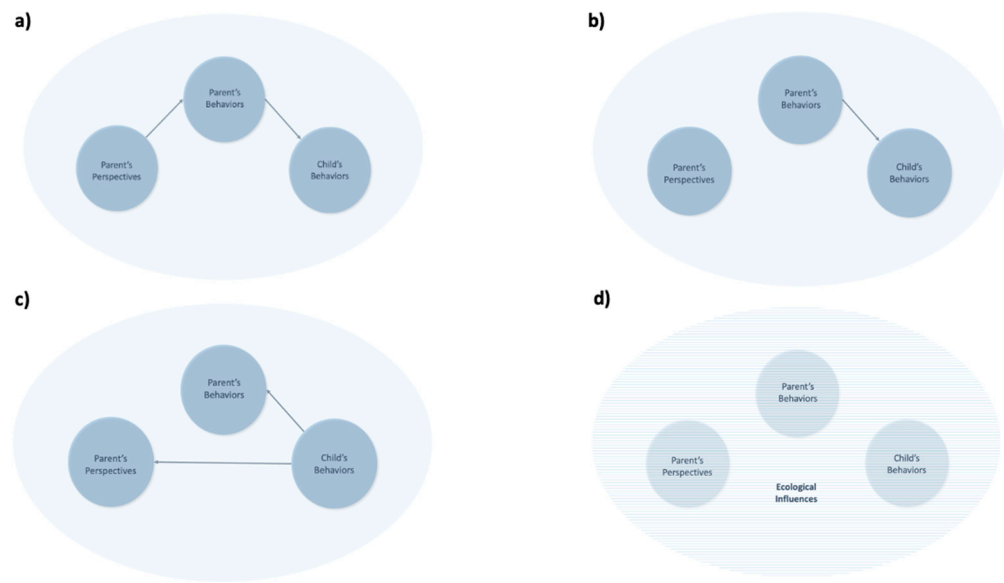 a)
Parent's
Behaviors
Parent's
Perspectives
Child's
Behaviors
b)
Parent's
Behaviors
Parent's
Perspectives
Child's
Behaviors
c)
Parent's
Behaviors
Parent's
Perspectives
Child's
Behaviors
d)
Parent's
Behaviors
Parent's
Perspectives
Child's
Behaviors
Ecological
Influences